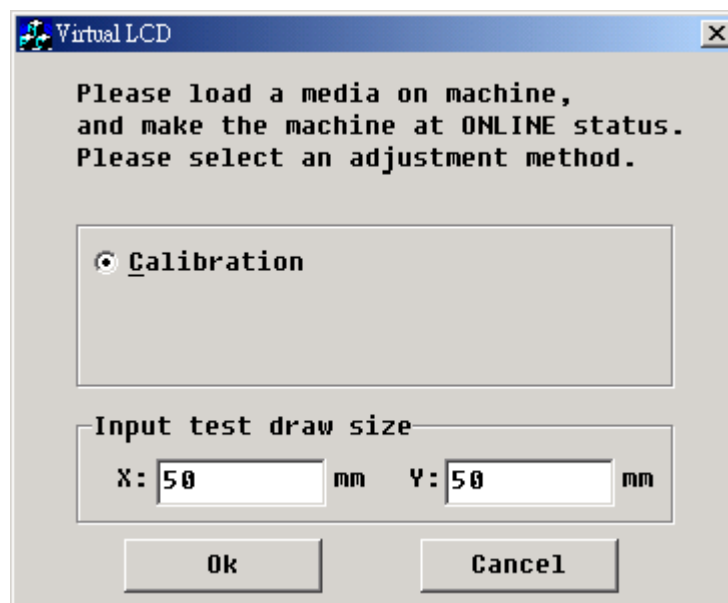 Virtual LCD
Please load a media on machine,
and make the machine at ONLINE status.
Please select an adjustment method.
Calibration
Input test draw size
X: 50 mm Y: 50 mm
Ok Cancel